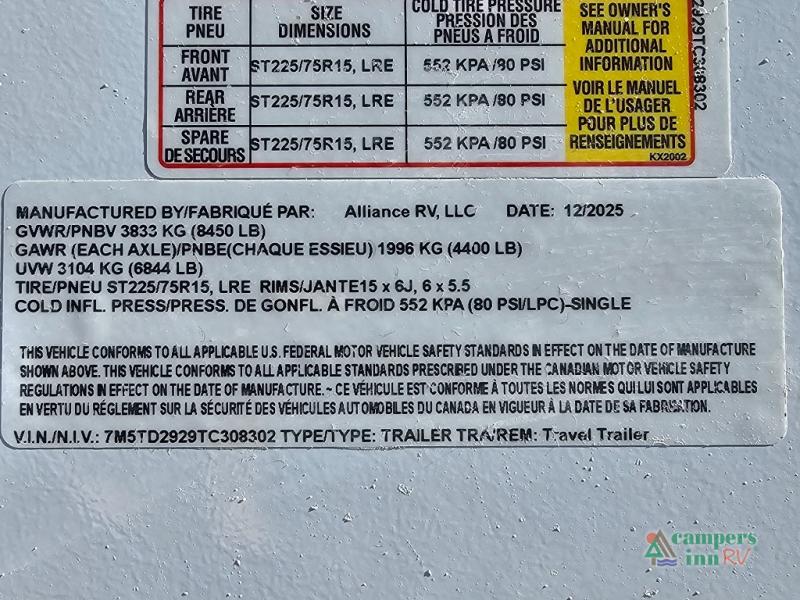 TIRE SIZE COLD TIRE PRESSURE
PNEU DIMENSIONS PRESSION DES
PNEUS A FROID
FRONT
AVANT ST225/75R15, LRE 552 KPA /80 PSI
REAR
ARRIÈRE ST225/75R15, LRE 552 KPA /80 PSI
SPARE
DE SECOURS ST225/75R15, LRE 552 KPA /80 PSI
SEE OWNER'S
MANUAL FOR
ADDITIONAL
INFORMATION
VOIR LE MANUEL
DE L'USAGER
POUR PLUS DE
RENSEIGNEMENTS
KX2002
2929TC308302
MANUFACTURED BY/FABRIQUÉ PAR: Alliance RV, LLC DATE: 12/2025
GVWR/PNBV 3833 KG (8450 LB)
GAWR (EACH AXLE)/PNBE(CHAQUE ESSIEU) 1996 KG (4400 LB)
UVW 3104 KG (6844 LB)
TIRE/PNEU ST225/75R15, LRE RIMS/JANTE15 x 6J, 6 x 5.5
COLD INFL. PRESS/PRESS. DE GONFL. À FROID 552 KPA (80 PSI/LPC)-SINGLE
THIS VEHICLE CONFORMS TO ALL APPLICABLE U.S. FEDERAL MOTOR VEHICLE SAFETY STANDARDS IN EFFECT ON THE DATE OF MANUFACTURE
SHOWN ABOVE. THIS VEHICLE CONFORMS TO ALL APPLICABLE STANDARDS PRESCRIBED UNDER THE CANADIAN MOTOR VEHICLE SAFETY
REGULATIONS IN EFFECT ON THE DATE OF MANUFACTURE. ~ CE VÉHICULE EST CONFORME À TOUTES LES NORMES QUI LUI SONT APPLICABLES
EN VERTU DU RÉGLEMENT SUR LA SÉCURITÉ DES VÉHICULES AUTOMOBILES DU CANADA EN VIGUEUR À LA DATE DE SA FABRICATION.
V.I.N./N.I.V.: 7M5TD2929TC308302 TYPE/TYPE: TRAILER TRA/REM: Travel Trailer
campers
inn RV